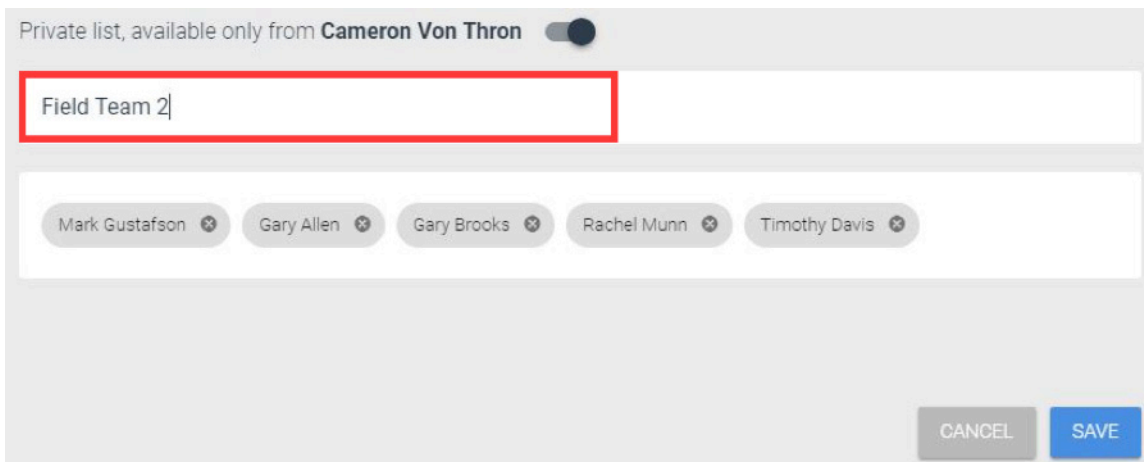 Private list, available only from Cameron Von Thron
Field Team 2
Mark Gustafson Gary Allen Gary Brooks Rachel Munn Timothy Davis
CANCEL SAVE